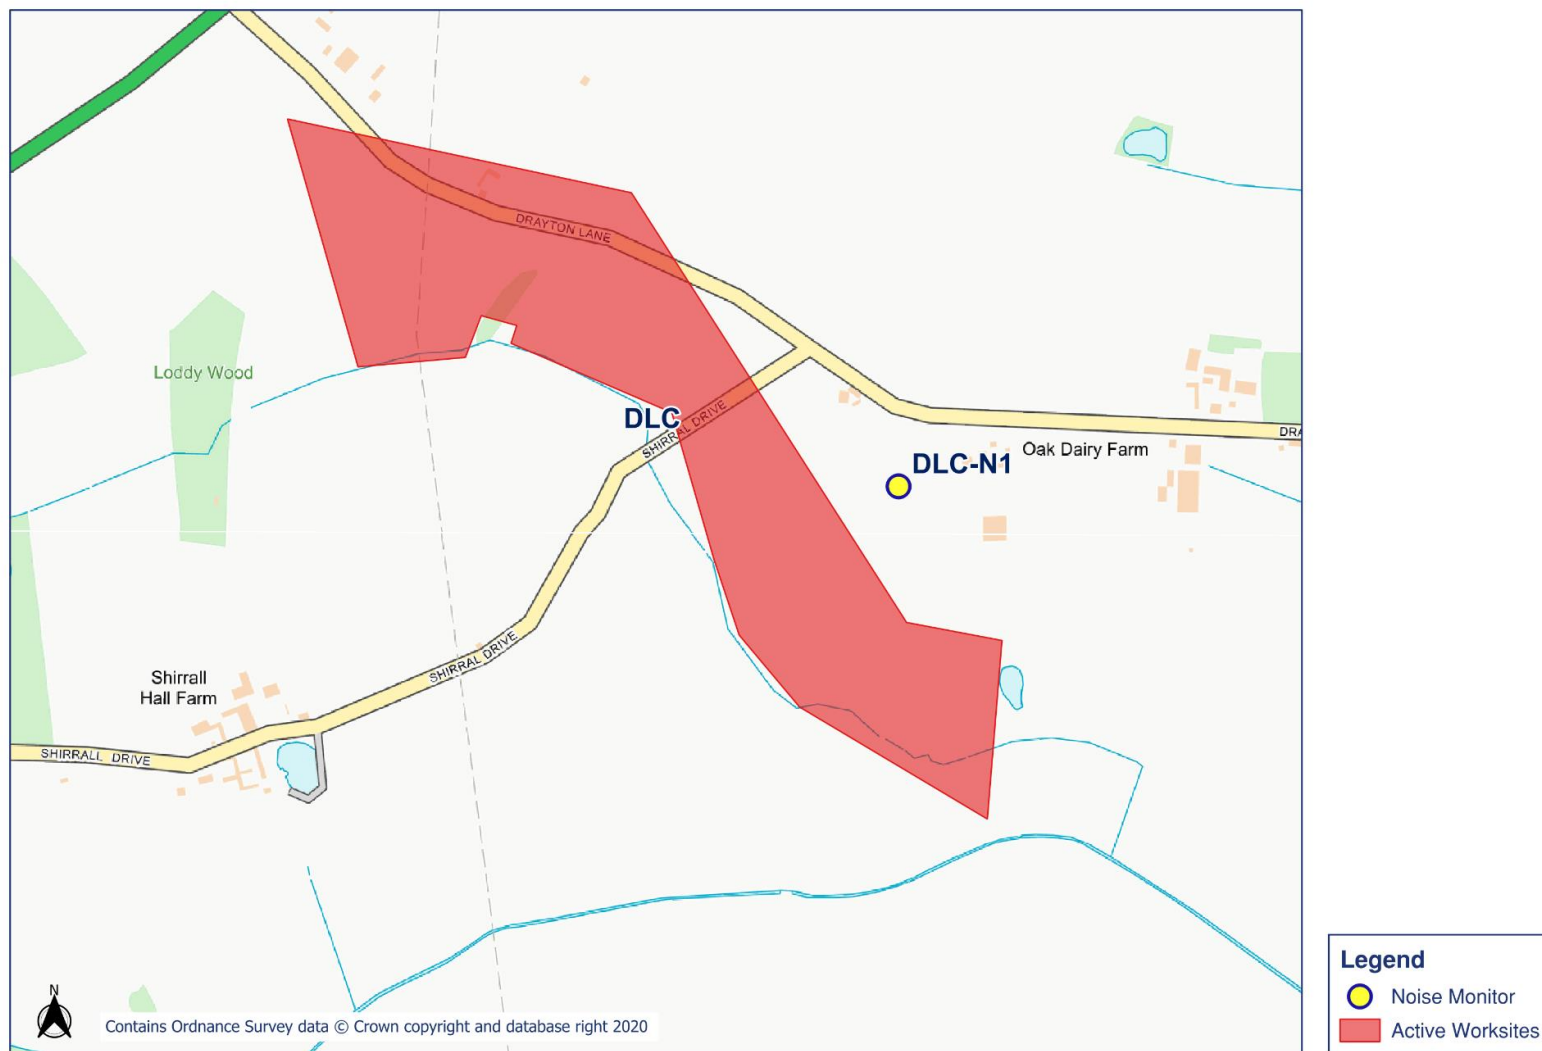 DRAYTON LANE
Loddy Wood
DLC
SHIRRAL DRIVE
DRA
Oak Dairy Farm
DLC-N1
SHIRRAL DRIVE
Shirrall
Hall Farm
SHIRRALL DRIVE
N
Contains Ordnance Survey data © Crown copyright and database right 2020
Legend
Noise Monitor
Active Worksites